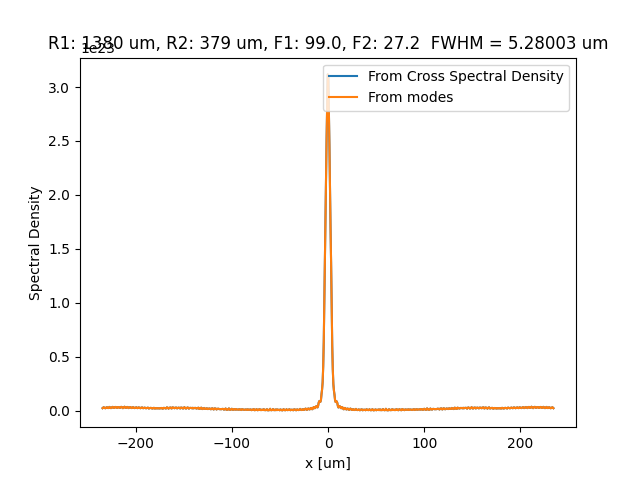 R1: 1380 um, R2: 379 um, F1: 99.0, F2: 27.2  FWHM = 5.28003 um
1e23
From Cross Spectral Density
From modes
3.0
2.5
2.0
1.5
1.0
0.5
0.0
Spectral Density
−200 −100 0 100 200
x [um]